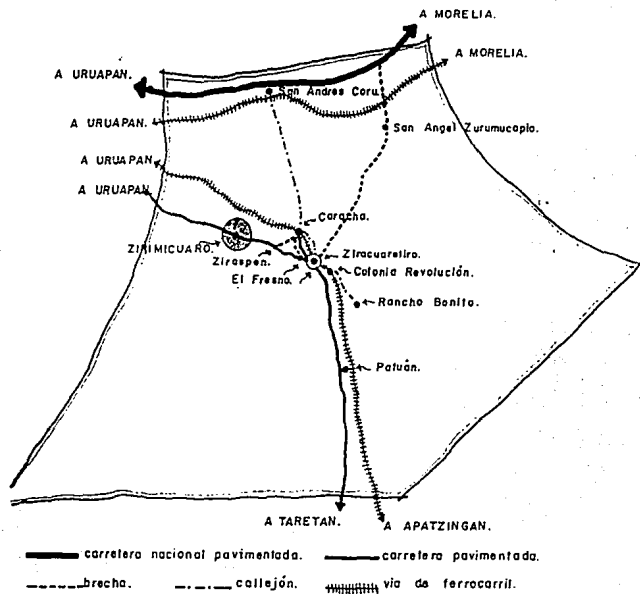 A MORELIA.
A MORELIA.
A URUAPAN.
San Andres Coru.
A URUAPAN.
San Angel Zurumucapio.
A URUAPAN
A URUAPAN
Caracha.
ZIRIMICUARO.
Ziraspen.
Ziracuaretiro.
El Fresno.
Colonia Revolución.
Rancho Bonito.
Patuán.
A TARETAN.
A APATZINGAN.
carretera nacional pavimentada.
carretera pavimentada.
brecha.
callejón.
via de ferrocarril.